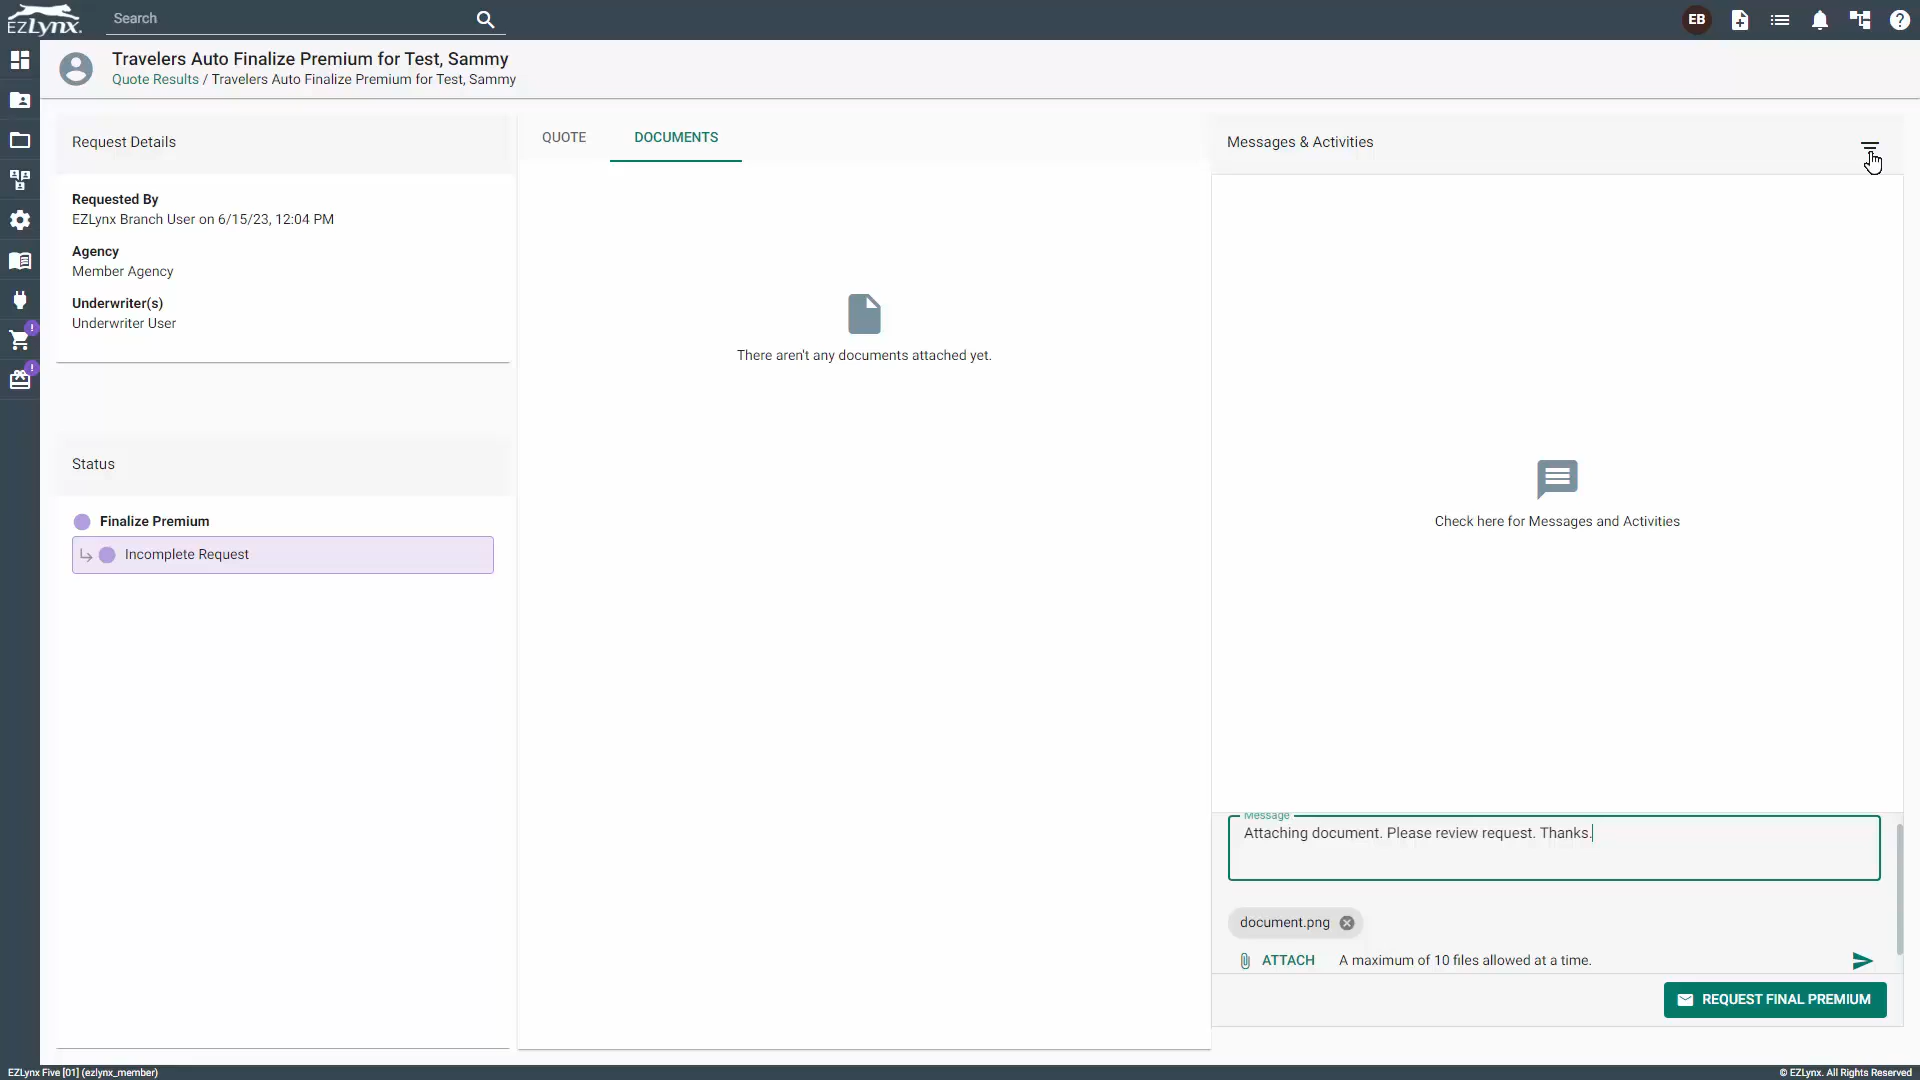 EZLynx
Search
EB
Travelers Auto Finalize Premium for Test, Sammy
Quote Results / Travelers Auto Finalize Premium for Test, Sammy
Request Details
Requested By
EZLynx Branch User on 6/15/23, 12:04 PM
Agency
Member Agency
Underwriter(s)
Underwriter User
Status
Finalize Premium
Incomplete Request
QUOTE
DOCUMENTS
There aren't any documents attached yet.
Messages & Activities
Check here for Messages and Activities
Message
Attaching document. Please review request. Thanks.
document.png
ATTACH
A maximum of 10 files allowed at a time.
REQUEST FINAL PREMIUM
EZLynx Five [01] (ezlynx_member)
© EZLynx. All Rights Reserved